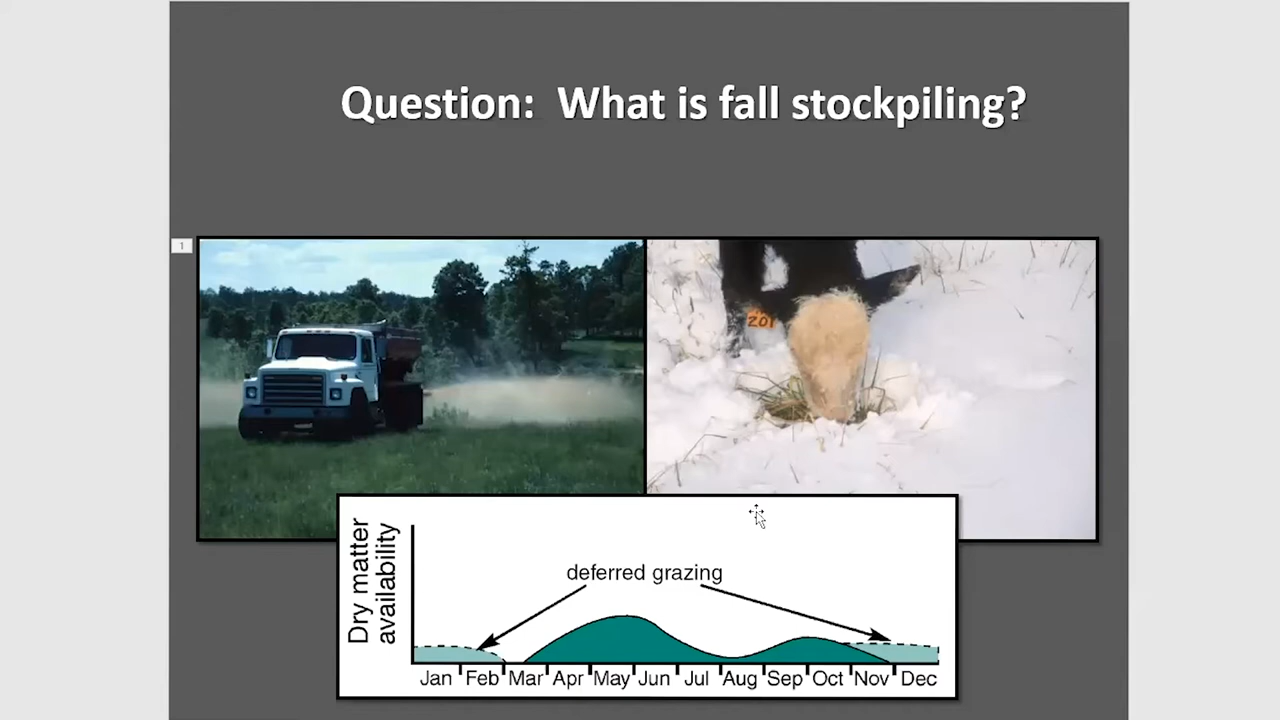 Question:  What is fall stockpiling?
1
201
Dry matter
availability
deferred grazing
Jan Feb Mar Apr May Jun Jul Aug Sep Oct Nov Dec